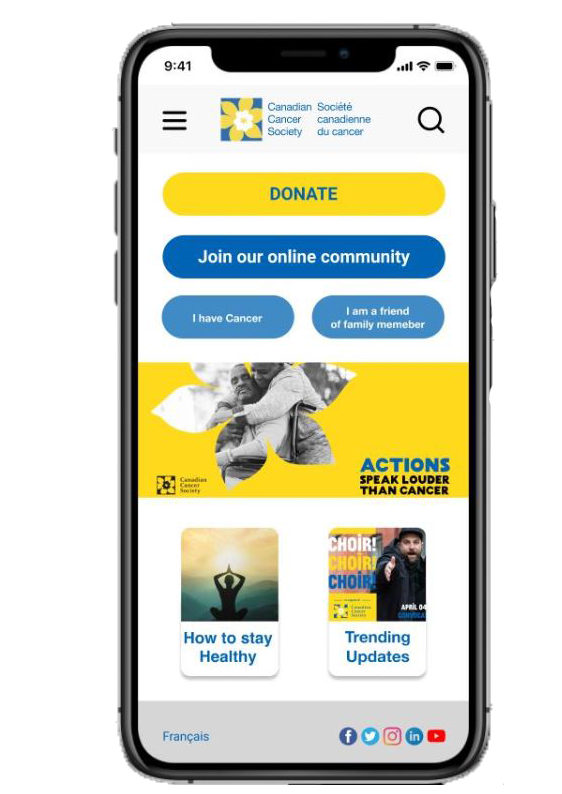 9:41
Canadian Société
Cancer canadienne
Society du cancer
DONATE
Join our online community
I have Cancer
I am a friend
of family memeber
Canadian
Cancer
Society
ACTIONS
SPEAK LOUDER
THAN CANCER
CHOIR!
CHOIR!
CHOIR!
Canadian
Cancer
Society
APRIL 04
How to stay
Healthy
Trending
Updates
Français
in